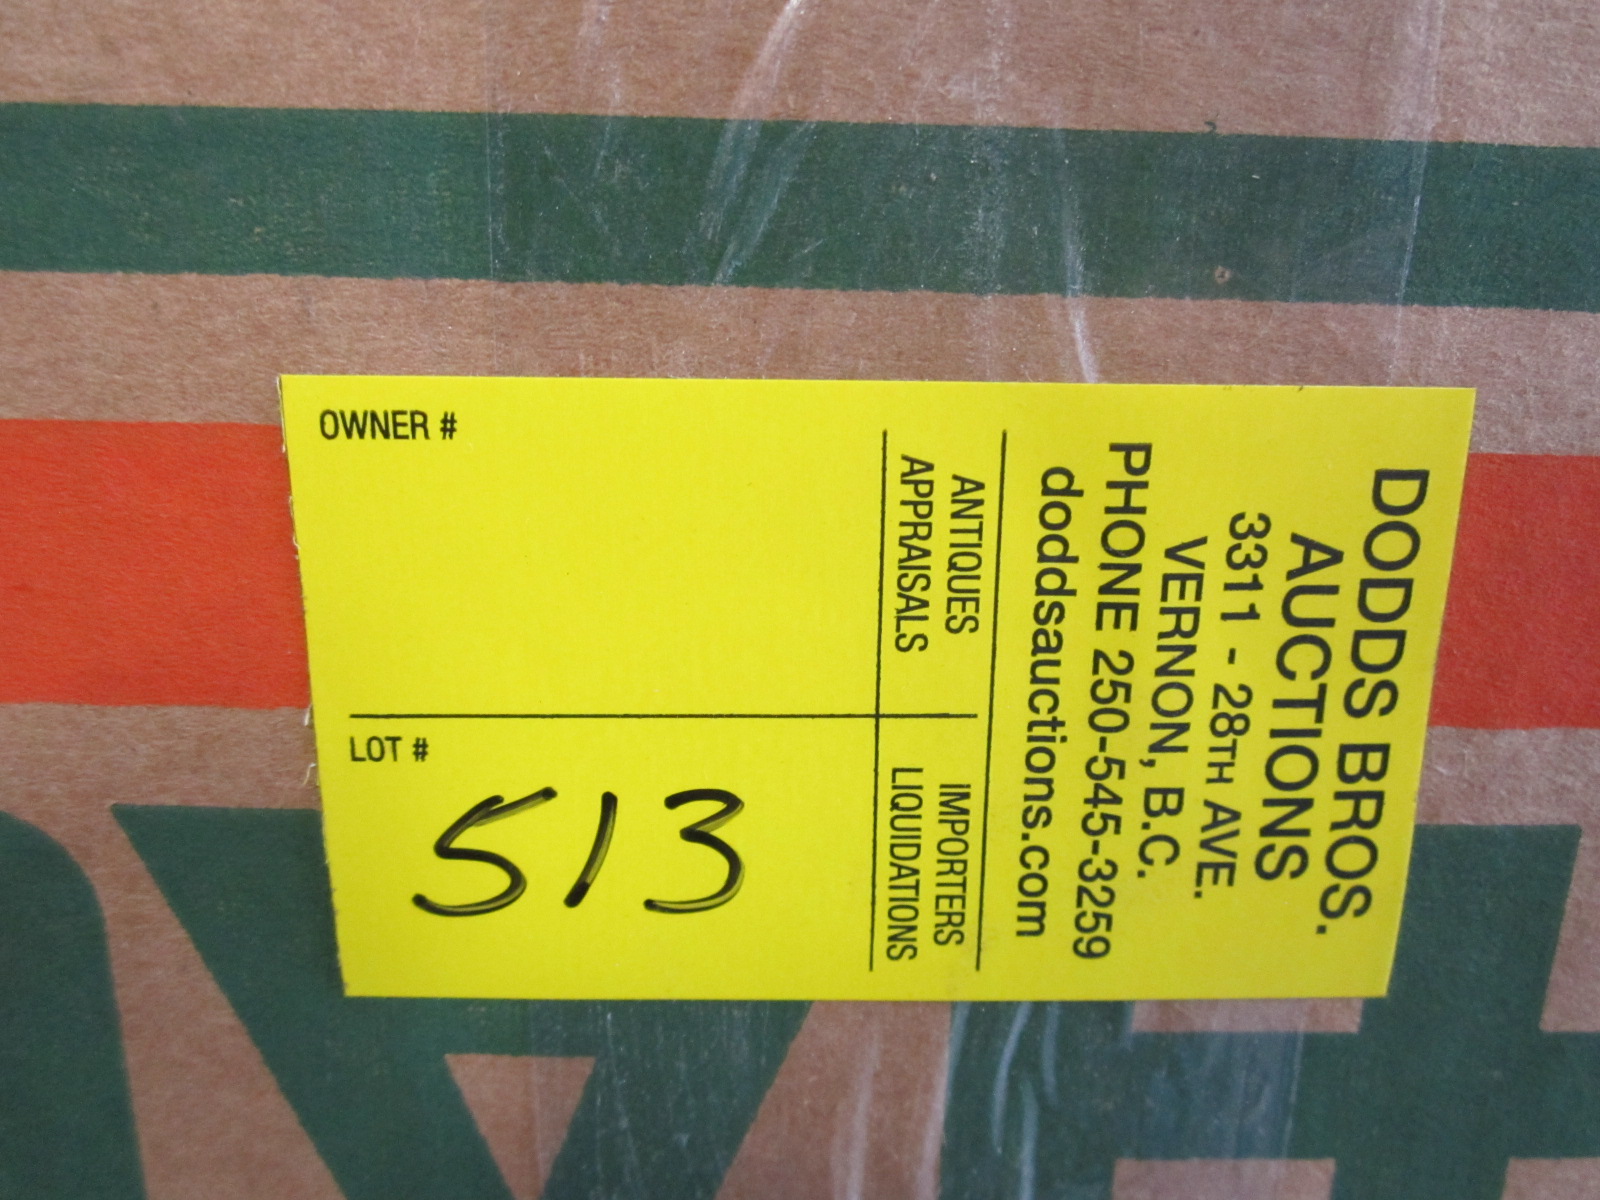 OWNER #
LOT #
513
ANTIQUES
APPRAISALS
IMPORTERS
LIQUIDATIONS
DODDS BROS.
AUCTIONS
3311 - 28TH AVE.
VERNON, B.C.
PHONE 250-545-3259
doddsauctions.com